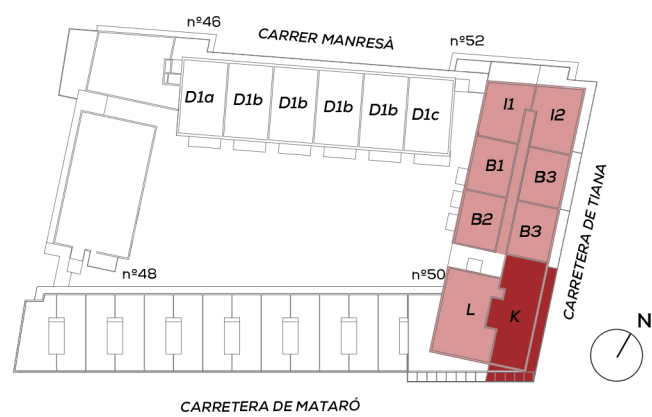 nº46
CARRER MANRESÀ
nº52
D1a
D1b
D1b
D1b
D1b
D1c
I1
I2
B1
B3
B2
B3
CARRETERA DE TIANA
nº48
nº50
L
K
N
CARRETERA DE MATARÓ